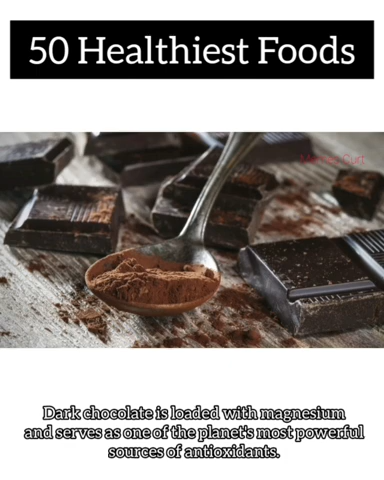 50 Healthiest Foods
Dark chocolate is loaded with magnesium
and serves as one of the planet's most powerful
sources of antioxidants.